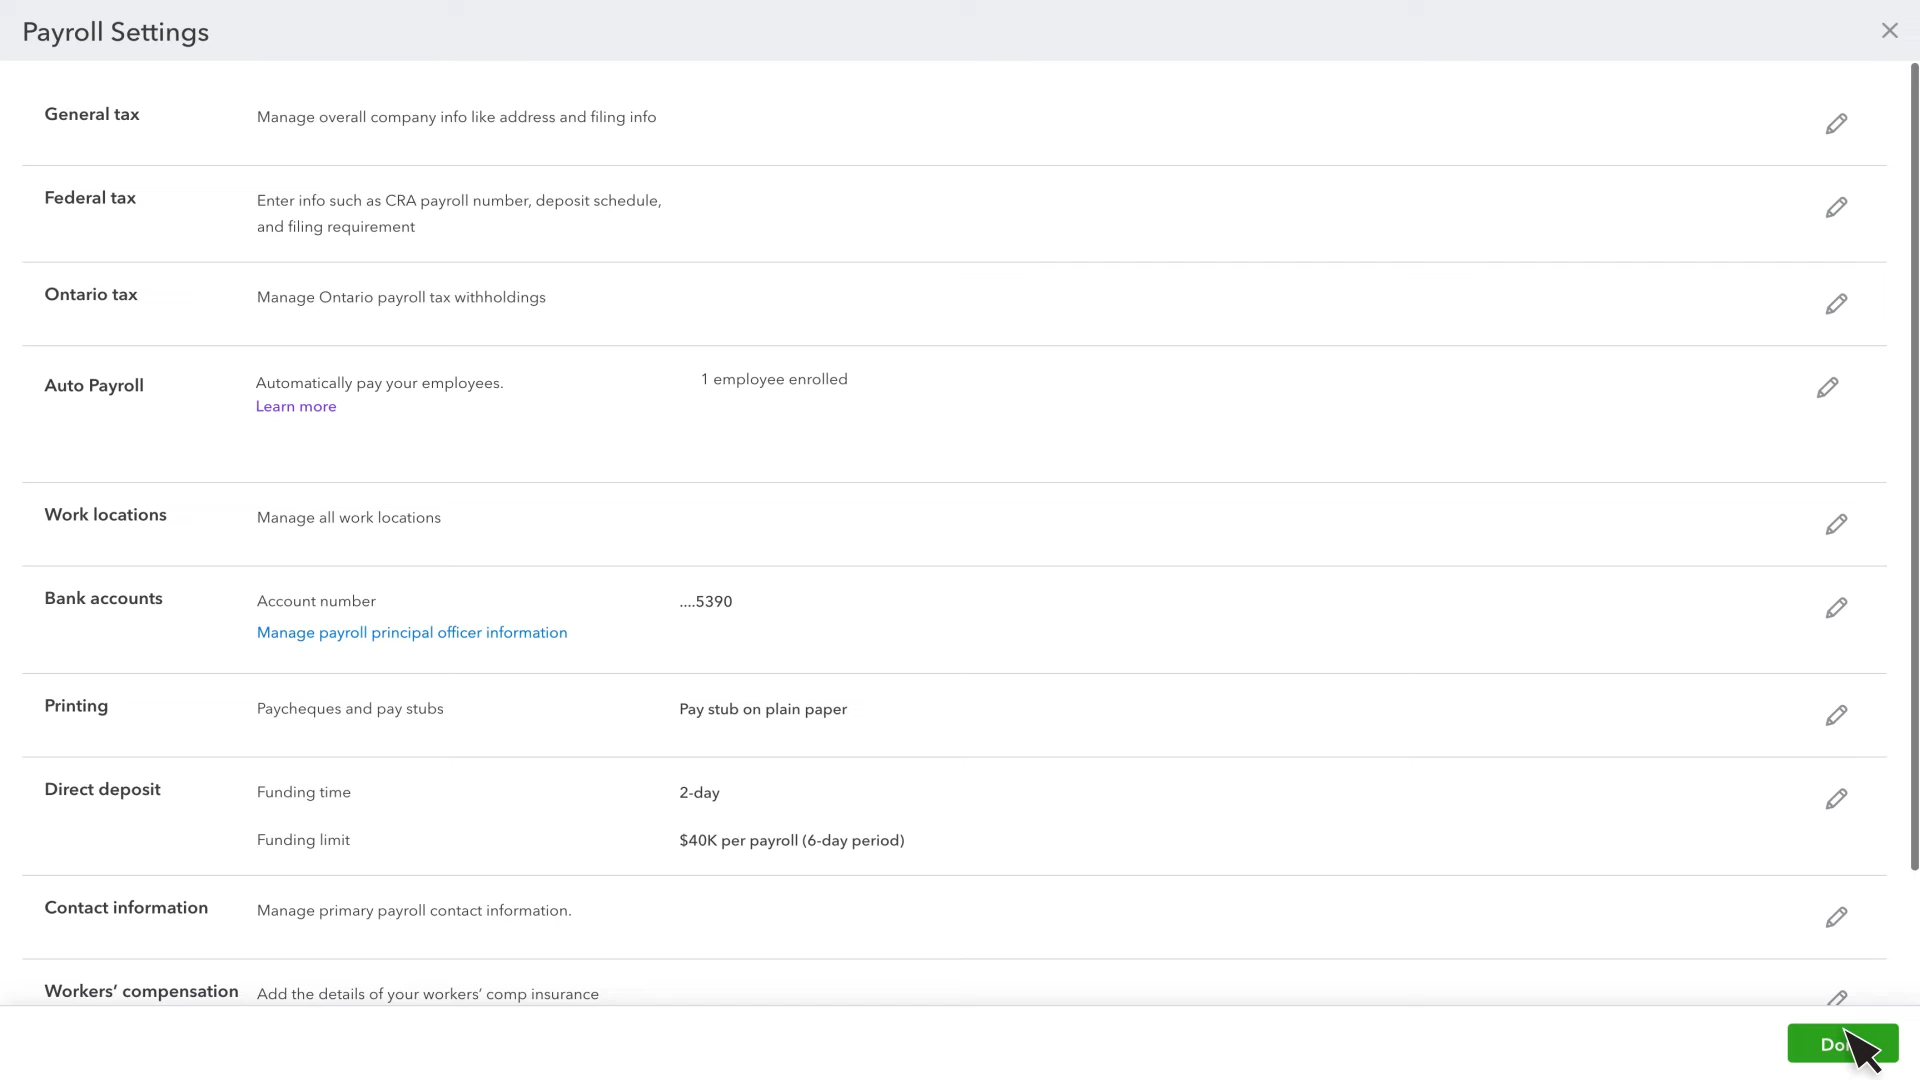 Payroll Settings
General tax
Manage overall company info like address and filing info
Federal tax
Enter info such as CRA payroll number, deposit schedule,
and filing requirement
Ontario tax
Manage Ontario payroll tax withholdings
Auto Payroll
Automatically pay your employees.
1 employee enrolled
Learn more
Work locations
Manage all work locations
Bank accounts
Account number
....5390
Manage payroll principal officer information
Printing
Paycheques and pay stubs
Pay stub on plain paper
Direct deposit
Funding time
2-day
Funding limit
$40K per payroll (6-day period)
Contact information
Manage primary payroll contact information.
Workers’ compensation
Add the details of your workers’ comp insurance